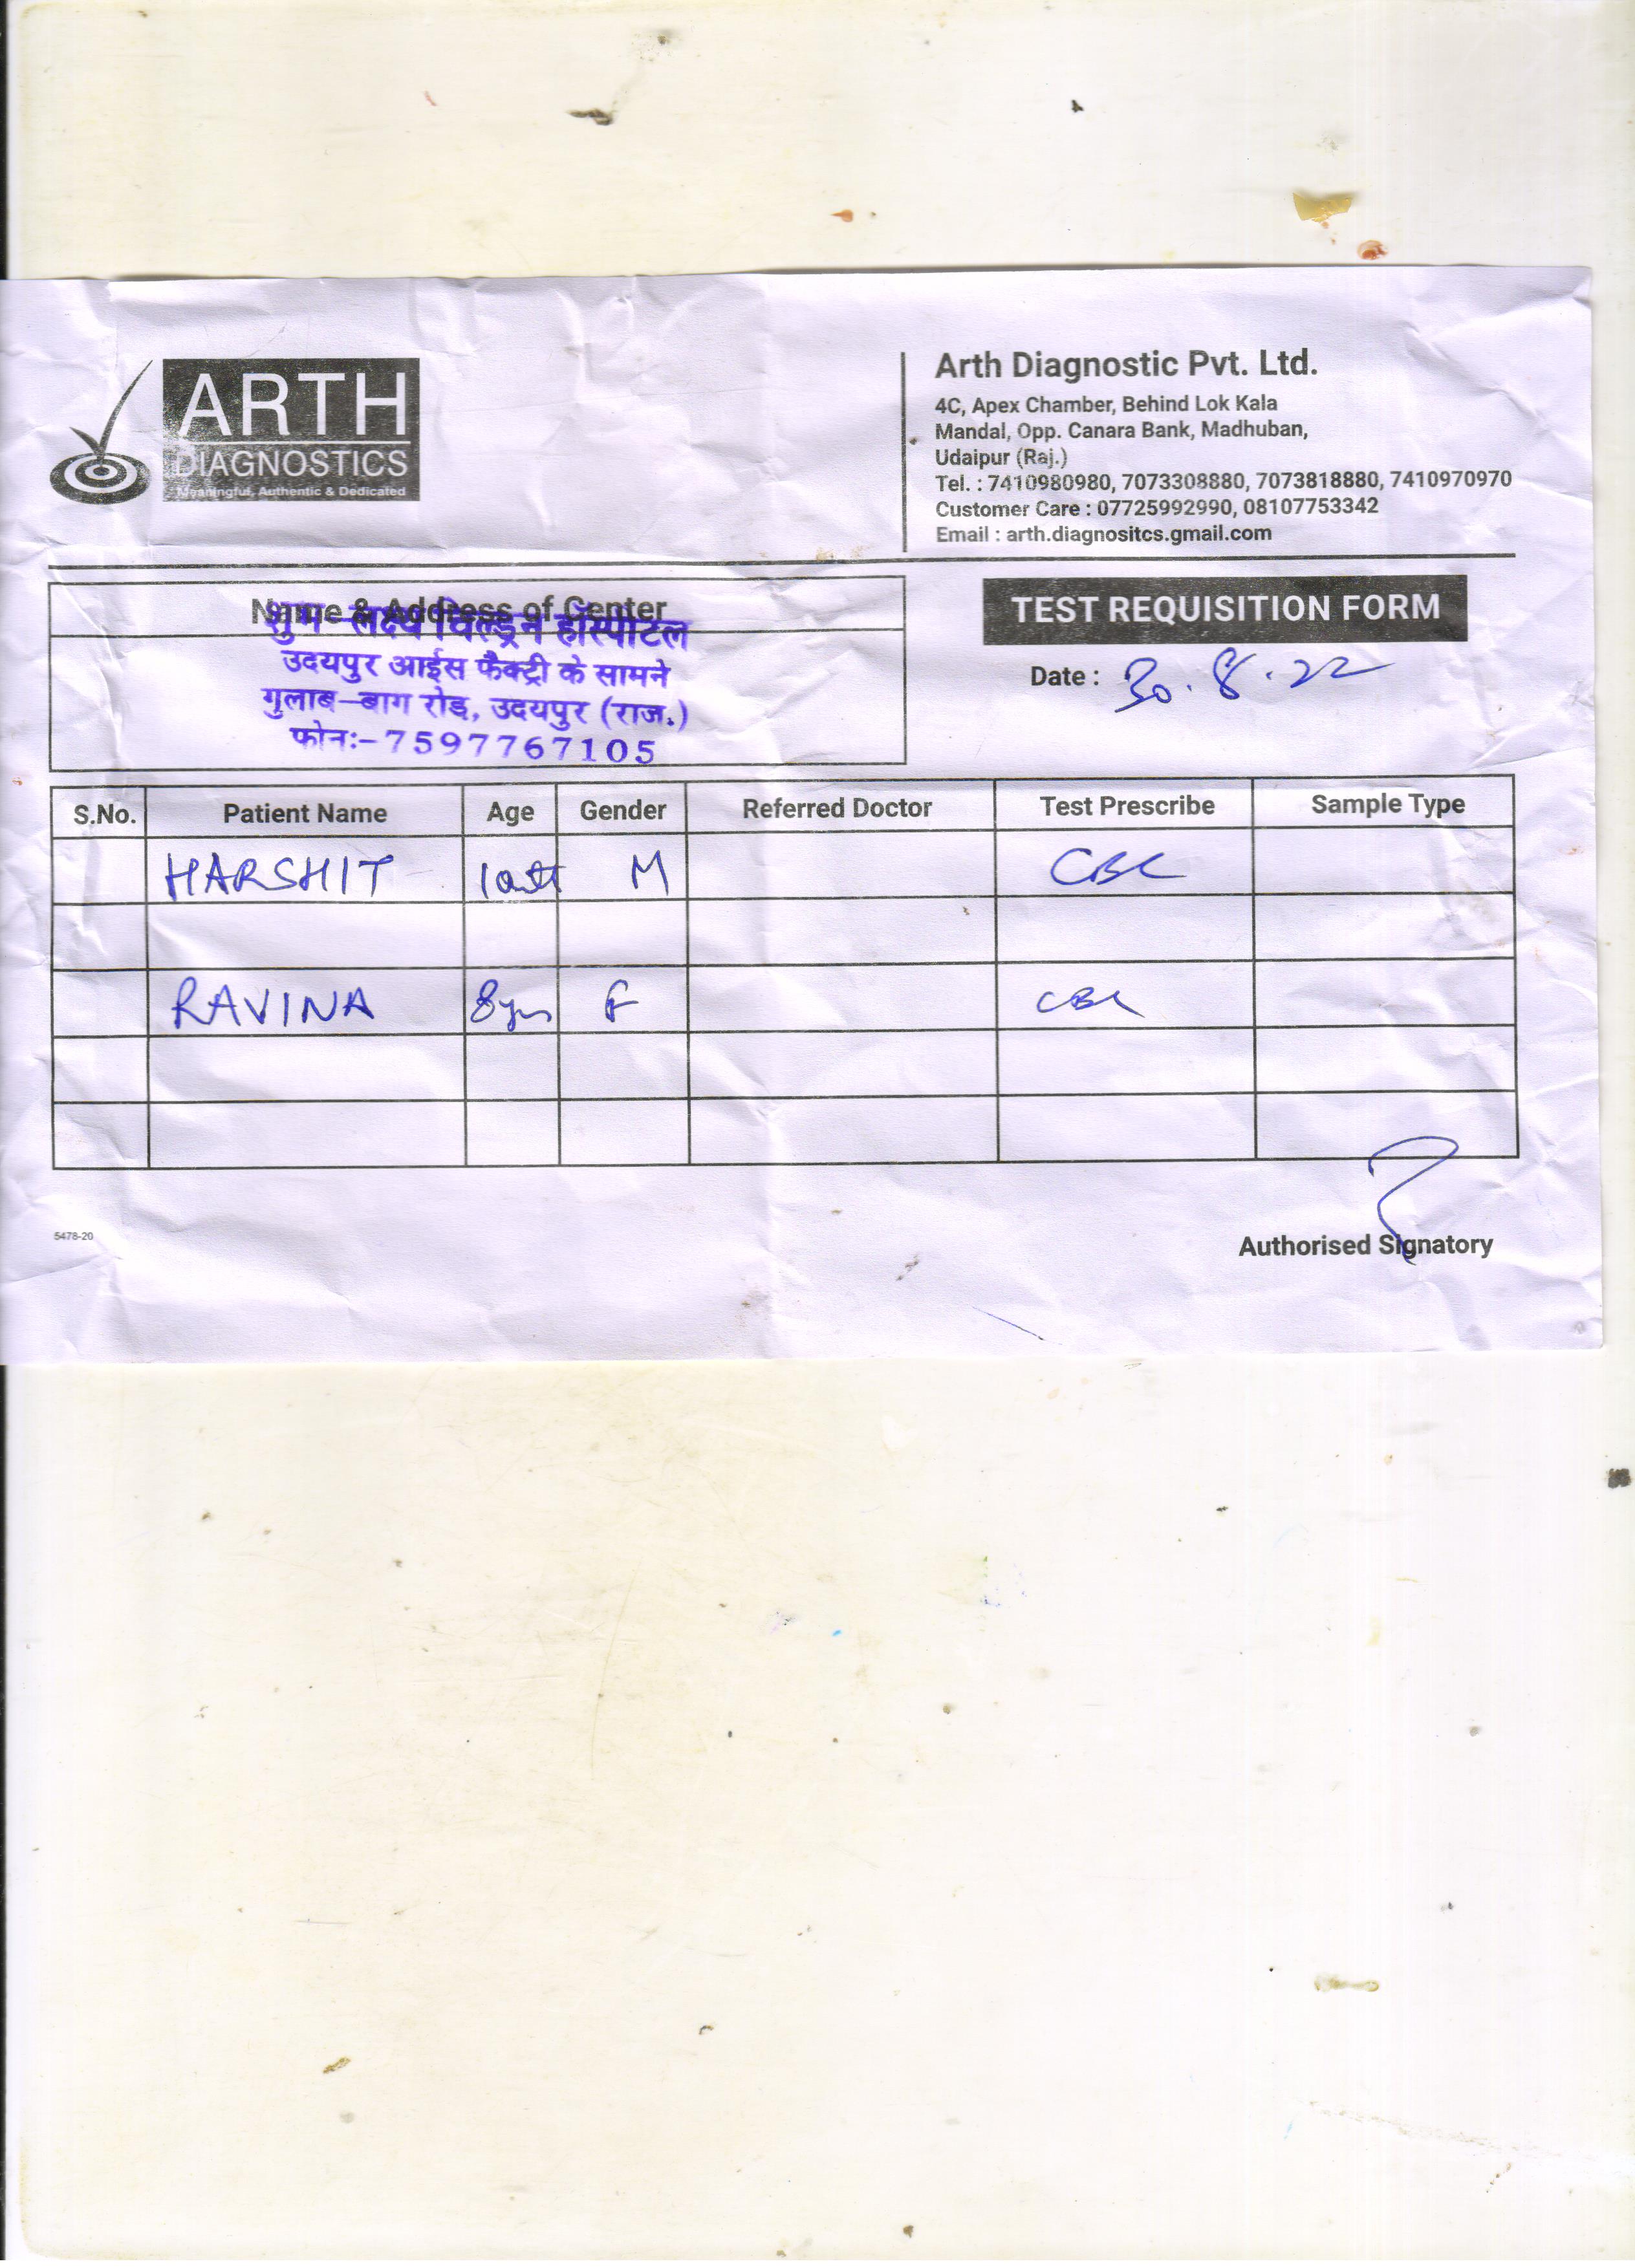 ARTH
DIAGNOSTICS
Meaningful, Authentic & Dedicated
Arth Diagnostic Pvt. Ltd.
4C, Apex Chamber, Behind Lok Kala
Mandal, Opp. Canara Bank, Madhuban,
Udaipur (Raj.)
Tel. : 7410980980, 7073308880, 7073818880, 7410970970
Customer Care : 07725992990, 08107753342
Email : arth.diagnositcs.gmail.com
Name & Address of Center
शुभ लक्ष्य चिल्ड्रन हॉस्पीटल
उदयपुर आईस फैक्ट्री के सामने
गुलाब-बाग रोड, उदयपुर (राज.)
फोनः-7597767105
TEST REQUISITION FORM
Date : 30.8.22
S.No. Patient Name Age Gender Referred Doctor Test Prescribe Sample Type
HARSHIT M CBC
RAVINA 8yrs F CBC
5478-20
Authorised Signatory